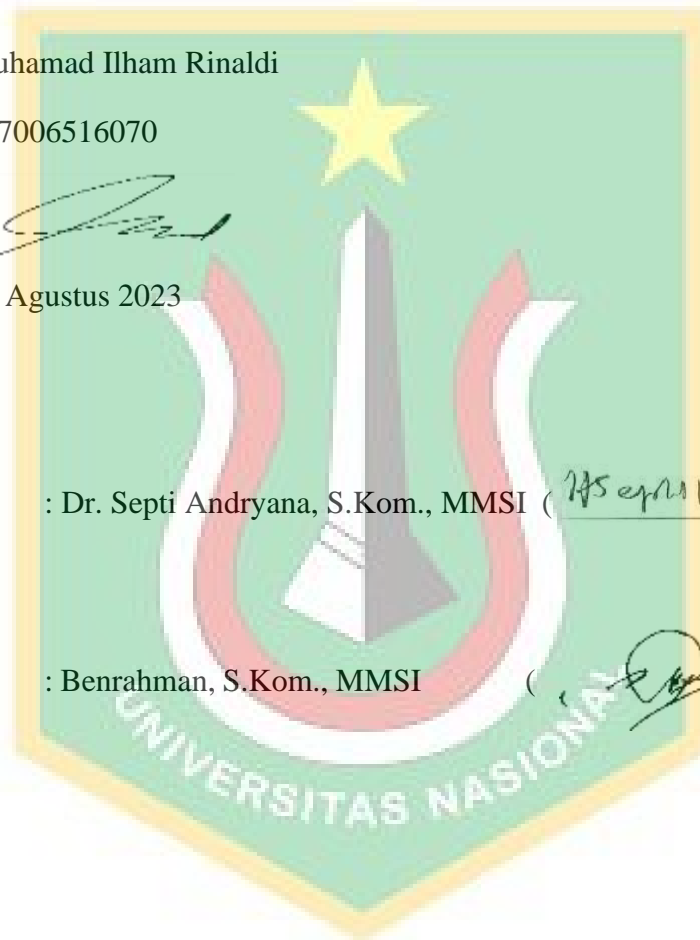 uhamad Ilham Rinaldi
7006516070
Agustus 2023
: Dr. Septi Andryana, S.Kom., MMSI (
: Benrahman, S.Kom., MMSI (
UNIVERSITAS NASIONAL